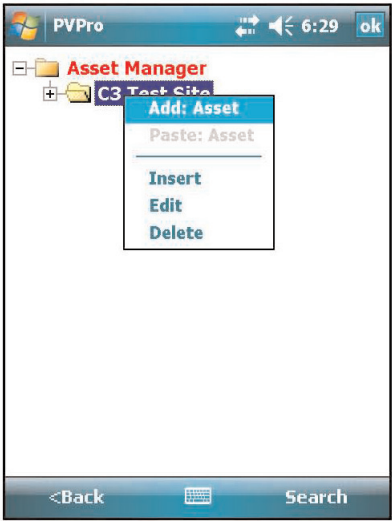 PVPro 6:29 ok
Asset Manager
C3 Test Site
Add: Asset
Paste: Asset
Insert
Edit
Delete
<Back Search